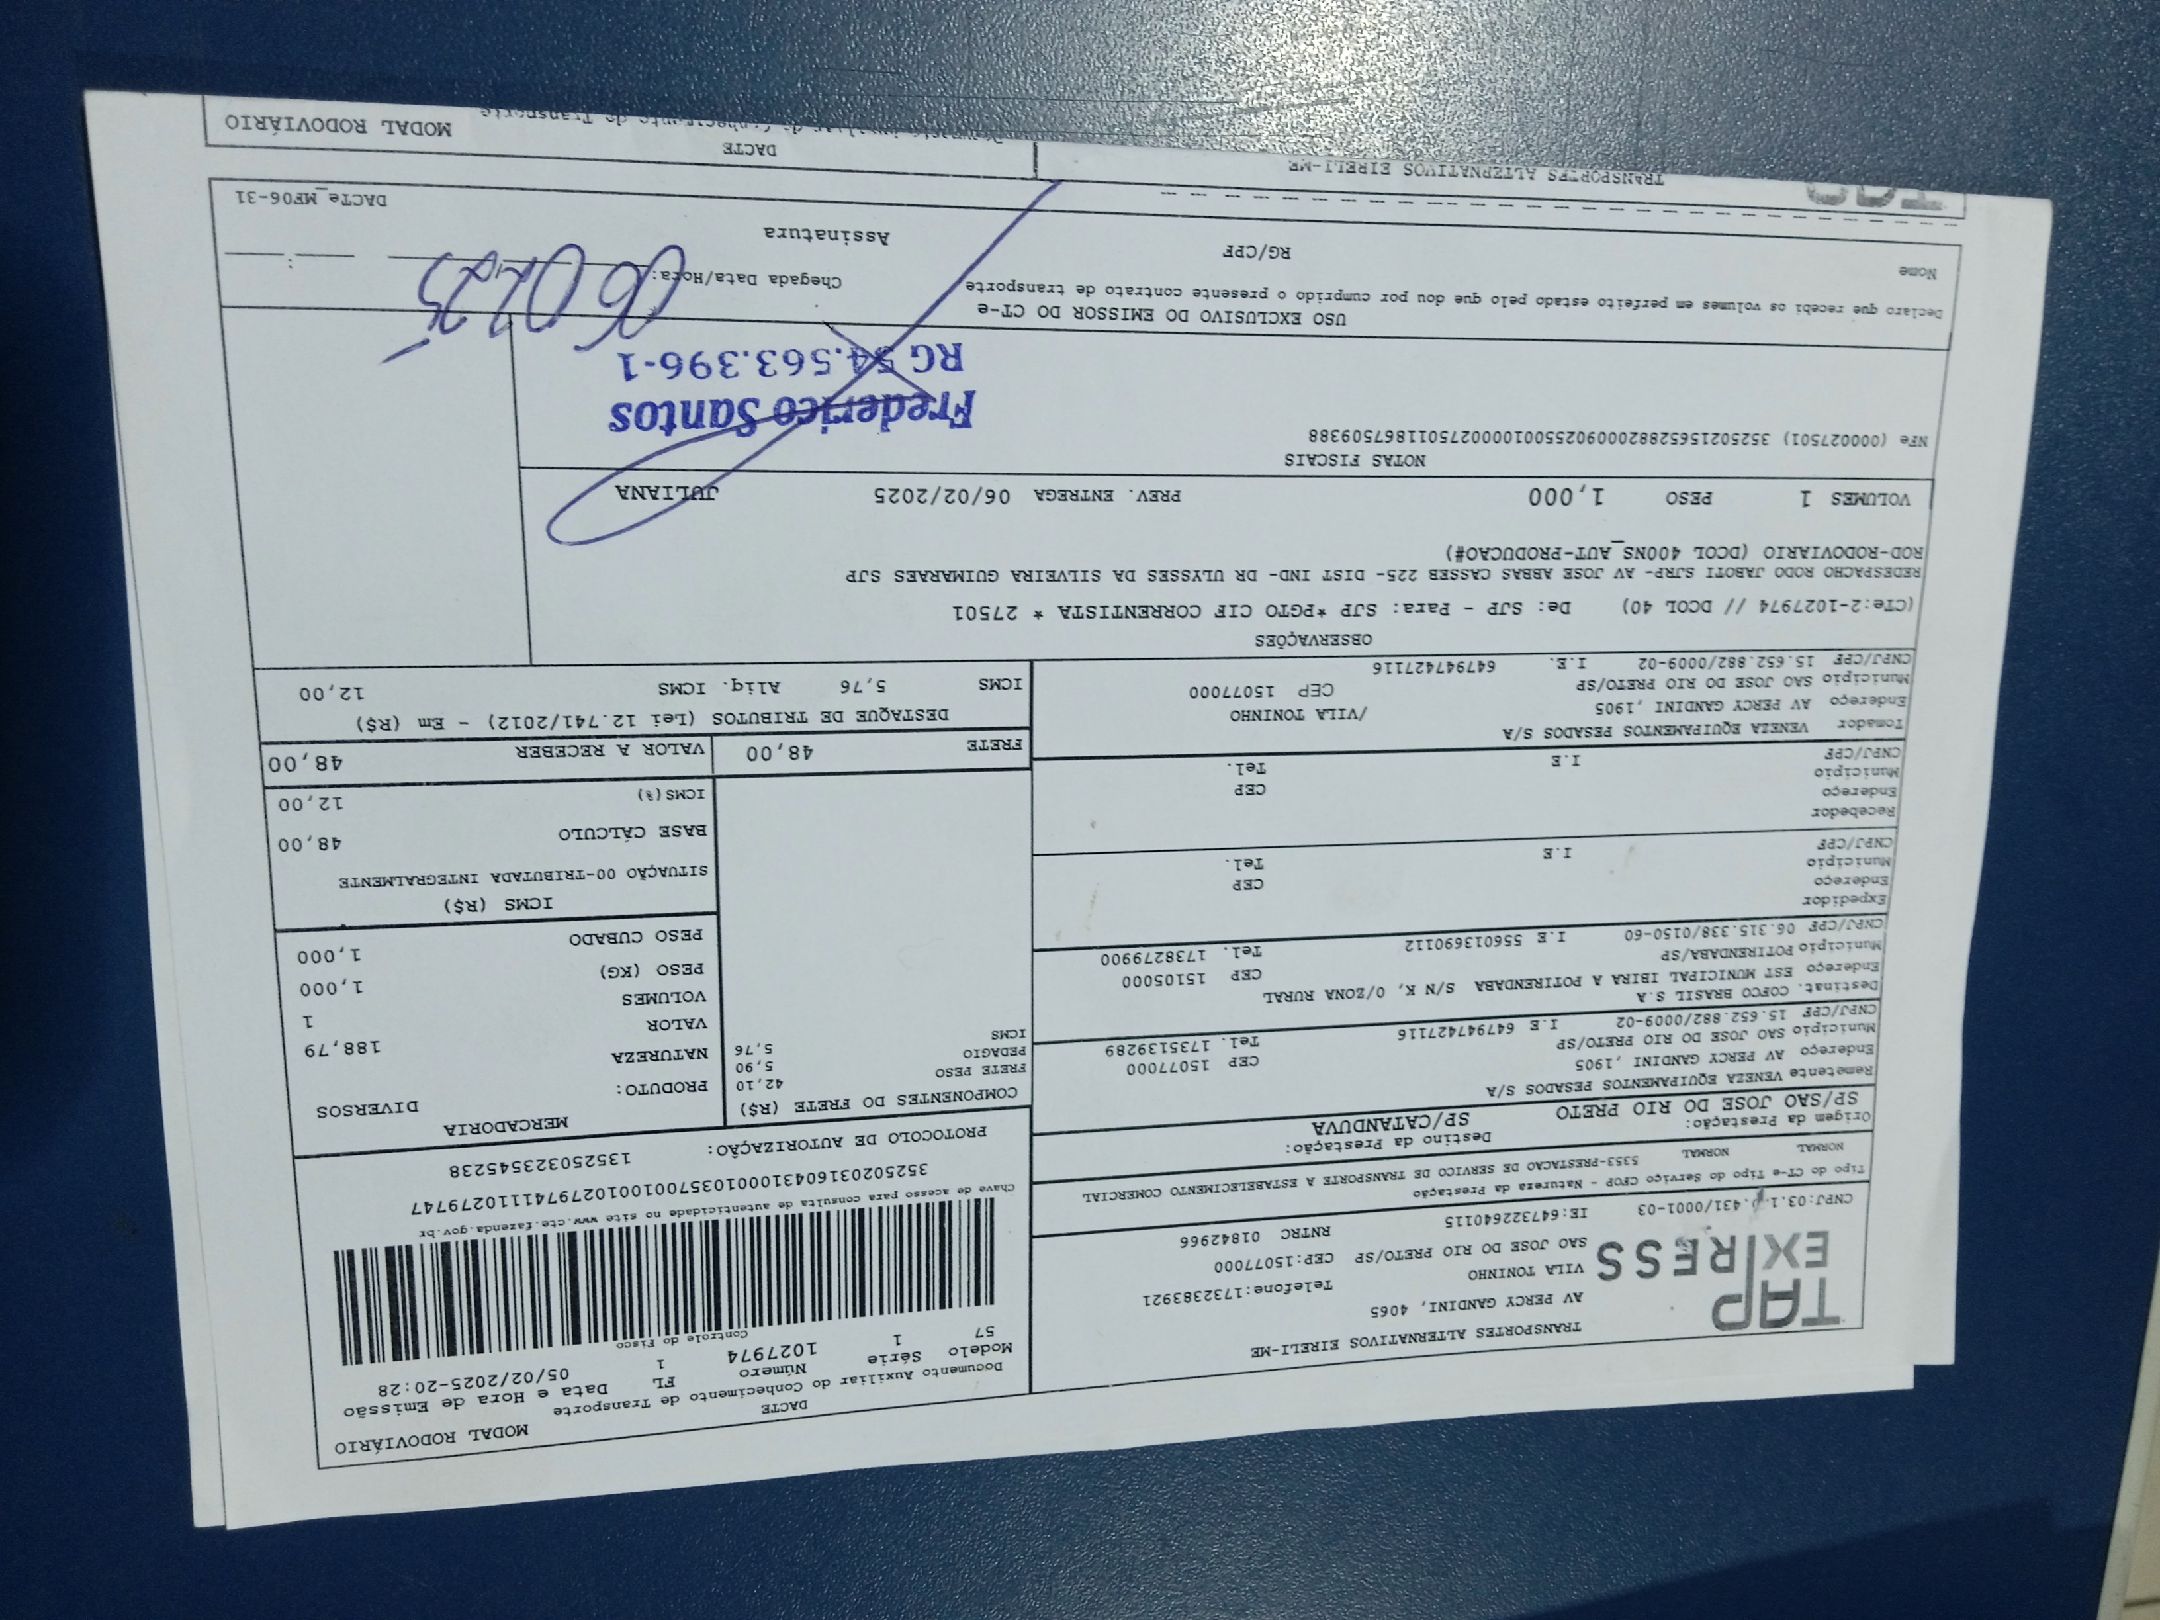 TAP
EXPRESS
TRANSPORTES ALTERNATIVOS EIRELI-ME
AV PERCY GANDINI, 4065
VILA TONINHO Telefone:1732383921
SAO JOSE DO RIO PRETO/SP CEP:15077000
IE:647322640115 RNTRC 01842966
DACTE MODAL RODOVIÁRIO
Documento Auxiliar do Conhecimento de Transporte
Modelo Série Número FL Data e Hora de Emissão
57 1 1027974 1 05/02/2025-20:28
Controle do Fisco
Chave de acesso para consulta de autenticidade no site www.cte.fazenda.gov.br
PROTOCOLO DE AUTORIZAÇÃO: 135250323545238
Tipo do CT-e Tipo do Serviço CFOP - Natureza da Prestação
NORMAL NORMAL 5353-PRESTACAO DE SERVICO DE TRANSPORTE A ESTABELECIMENTO COMERCIAL
Origem da Prestação: Destino da Prestação:
SP/SAO JOSE DO RIO PRETO SP/CATANDUVA
Remetente VENEZA EQUIPAMENTOS PESADOS S/A
Endereço AV PERCY GANDINI ,1905 CEP 15077000
Município SAO JOSE DO RIO PRETO/SP Tel. 1735139289
CNPJ/CPF 15.652.882/0009-02 I.E 647947427116
Destinat. COFCO BRASIL S.A
Endereço EST MUNICIPAL IBIRA A POTIRENDABA S/N K, 0/ZONA RURAL
Município POTIRENDABA/SP CEP 15105000
CNPJ/CPF 06.315.338/0150-60 I.E 556013690112 Tel. 1738279900
Expedidor
Endereço CEP
Município Tel.
CNPJ/CPF I.E
Recebedor
Endereço CEP
Município Tel.
CNPJ/CPF I.E
Tomador VENEZA EQUIPAMENTOS PESADOS S/A
Endereço AV PERCY GANDINI ,1905 /VILA TONINHO
Município SAO JOSE DO RIO PRETO/SP CEP 15077000
CNPJ/CPF 15.652.882/0009-02 I.E. 647947427116
COMPONENTES DO FRETE (R$)
FRETE PESO 42,10
PEDAGIO 5,90
ICMS 5,76
MERCADORIA
PRODUTO: DIVERSOS
NATUREZA
VALOR 188,79
VOLUMES 1
PESO (KG) 1,000
PESO CUBADO 1,000
ICMS (R$)
SITUAÇÃO 00-TRIBUTADA INTEGRALMENTE
BASE CÁLCULO 48,00
ICMS(%) 12,00
FRETE 48,00 VALOR A RECEBER 48,00
DESTAQUE DE TRIBUTOS (Lei 12.741/2012) - Em (R$)
ICMS 5,76 Aliq. ICMS 12,00
OBSERVAÇÕES
(CTe:2-1027974 // DCOL 40) De: SJP - Para: SJP *PGTO CIF CORRENTISTA * 27501
REDESPACHO RODO JABOTI SJRP- AV JOSE ABBAS CASSEB 225- DIST IND- DR ULYSSES DA SILVEIRA GUIMARAES SJP
ROD-RODOVIARIO (DCOL 400NS_AUT-PRODUCAO#)
VOLUMES 1 PESO 1,000 PREV. ENTREGA 06/02/2025 JULIANA
NOTAS FISCAIS
NFe (000027501)
Frederico Santos
RG 54.563.396-1
USO EXCLUSIVO DO EMISSOR DO CT-e
Declaro que recebi os volumes em perfeito estado pelo que dou por cumprido o presente contrato de transporte
Nome RG/CPF Assinatura Chegada Data/Hora:
DACTe_MF06-31
TRANSPORTES ALTERNATIVOS EIRELI-ME
DACTE MODAL RODOVIÁRIO